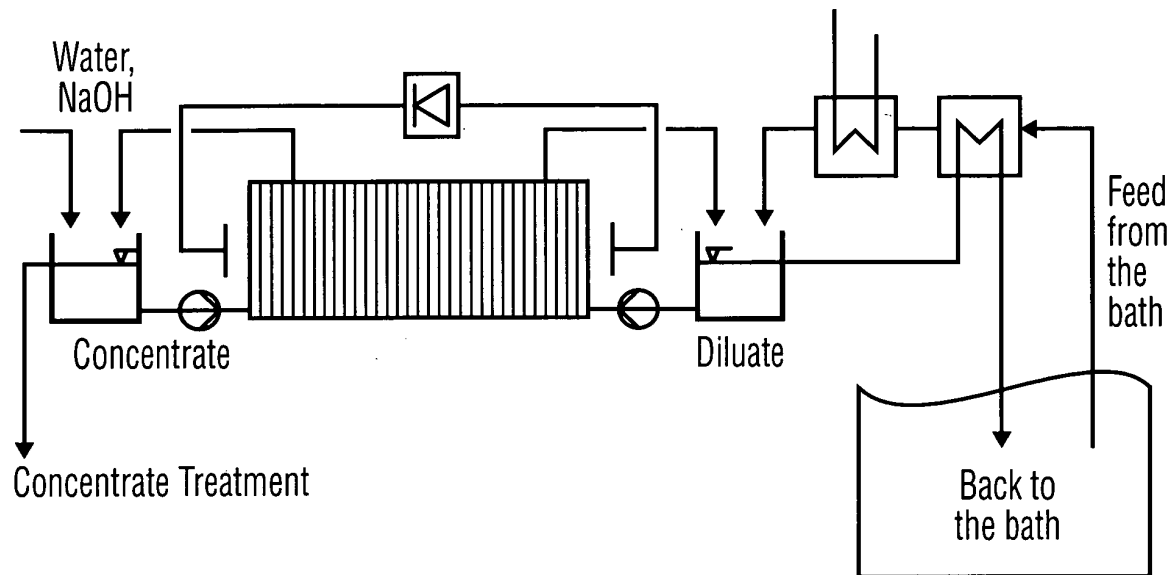 Water,
NaOH
Feed
from
the
bath
Concentrate
Diluate
Concentrate Treatment
Back to
the bath